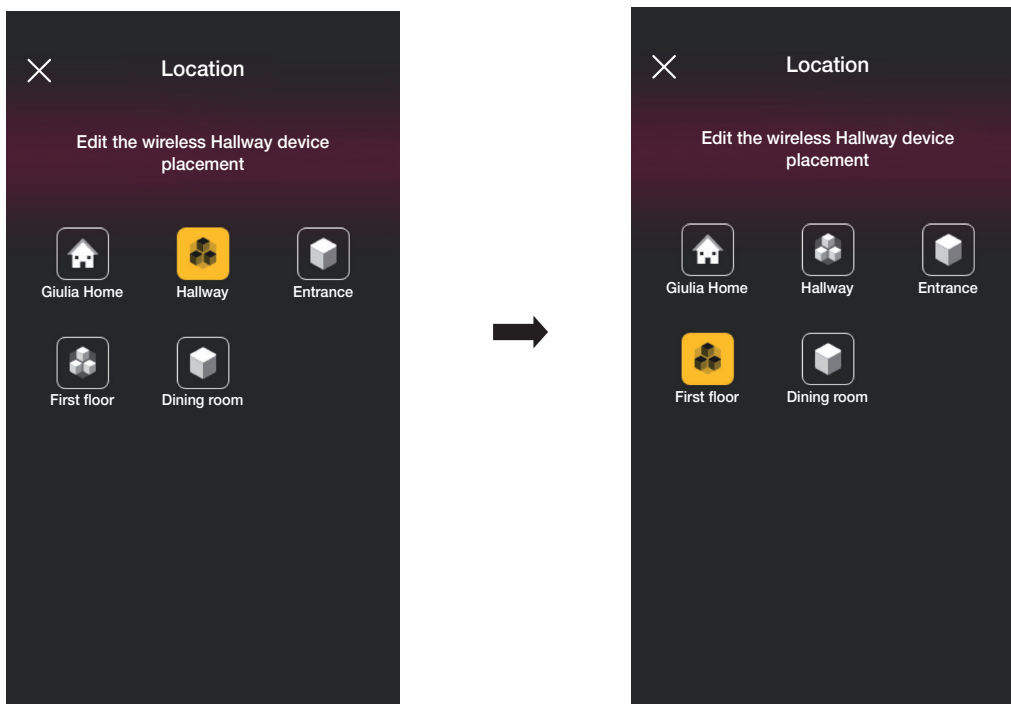 Location
Edit the wireless Hallway device
placement
Giulia Home
Hallway
Entrance
First floor
Dining room
Location
Edit the wireless Hallway device
placement
Giulia Home
Hallway
Entrance
First floor
Dining room